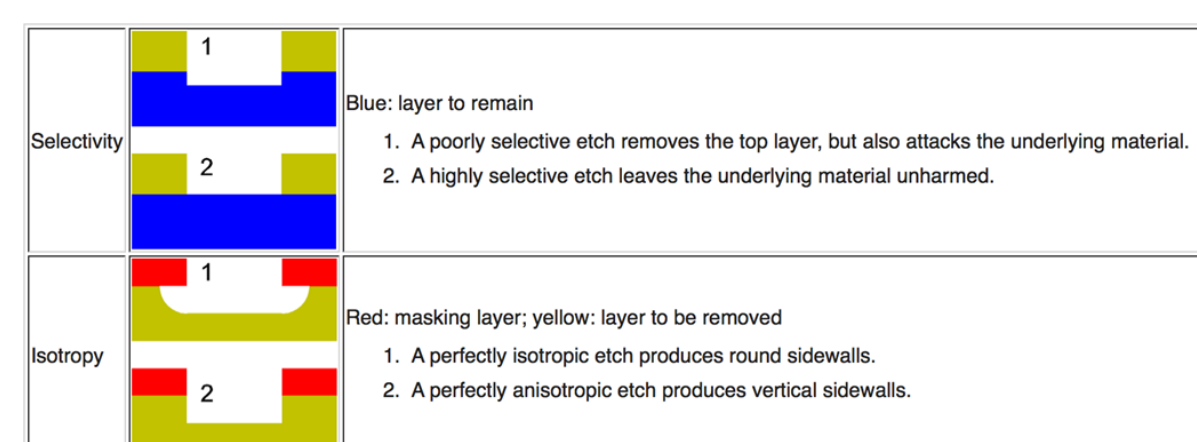 1
Blue: layer to remain
Selectivity
1. A poorly selective etch removes the top layer, but also attacks the underlying material.
2
2. A highly selective etch leaves the underlying material unharmed.
1
Red: masking layer; yellow: layer to be removed
Isotropy
1. A perfectly isotropic etch produces round sidewalls.
2
2. A perfectly anisotropic etch produces vertical sidewalls.